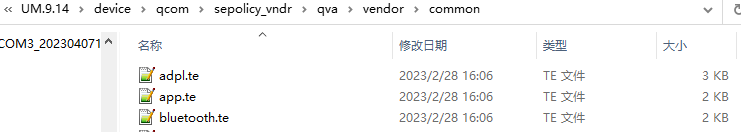 UM.9.14 > device > qcom > sepolicy_vndr > qva > vendor > common
COM3_202304071
名称 修改日期 类型 大小
adpl.te 2023/2/28 16:06 TE 文件 3 KB
app.te 2023/2/28 16:06 TE 文件 2 KB
bluetooth.te 2023/2/28 16:06 TE 文件 2 KB